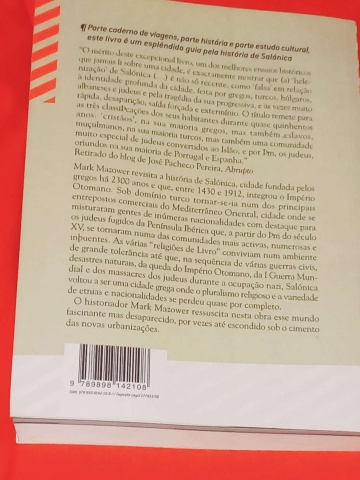 ¶ Parte caderno de viagens, parte história e parte estudo cultural,
este livro é um esplêndido guia pela história de Salónica
"O mérito deste excepcional livro, um dos melhores ensaios históricos
que jamais li sobre uma cidade, é exactamente mostrar que (a) 'hele-
nização' de Salónica (...) é não só recente, como 'falsa' em relação
à identidade profunda da cidade, feita por gregos, turcos, búlgaros,
albaneses e judeus e pela tragédia da sua progressiva, e às vezes muito
rápida, desaparição, saída forçada e extermínio. O título remete para
as três classificações dos seus habitantes durante quase quinhentos
anos. 'cristãos', na sua maioria gregos, mas também eslavos,
muçulmanos, na sua maioria turcos, mas também uma comunidade
muito especial de judeus convertidos ao Islão, e por fim, os judeus,
oriundos na sua maioria de Portugal e Espanha."
Retirado do blog de José Pacheco Pereira, Abrupto
Mark Mazower revisita a história de Salónica, cidade fundada pelos
gregos há 2300 anos e que, entre 1430 e 1912, integrou o Império
Otomano. Sob domínio turco tornar-se-ia num dos principais
entrepostos comerciais do Mediterrâneo Oriental, cidade onde se
misturaram gentes de inúmeras nacionalidades com destaque para
os judeus fugidos da Península Ibérica que, a partir do fim do século
XV, se tornaram numa das comunidades mais activas, numerosas e
influentes. As várias "religiões de Livro" conviviam num ambiente
de grande tolerância até que, na sequência de várias guerras civis,
desastres naturais, da queda do Império Otomano, da I Guerra Mun-
dial e dos massacres dos judeus durante a ocupação nazi, Salónica
voltou a ser uma cidade grega onde o pluralismo religioso e a variedade
de etnias e nacionalidades se perdeu quase por completo.
O historiador Mark Mazower ressuscita nesta obra esse mundo
fascinante mas desaparecido, por vezes até escondido sob o cimento
das novas urbanizações.
9 789898 142108